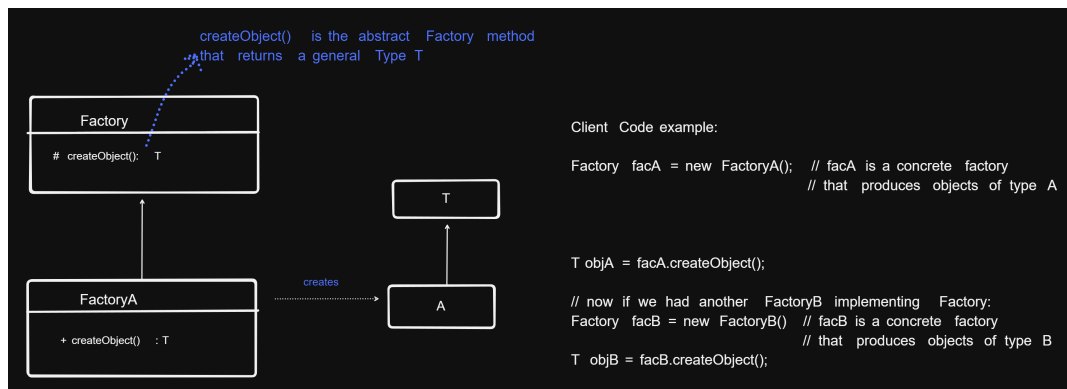 createObject() is the abstract Factory method
that returns a general Type T
Factory
# createObject(): T
FactoryA
+ createObject() : T
creates
T
A
Client Code example:
Factory facA = new FactoryA(); // facA is a concrete factory
// that produces objects of type A
T objA = facA.createObject();
// now if we had another FactoryB implementing Factory:
Factory facB = new FactoryB() // facB is a concrete factory
// that produces objects of type B
T objB = facB.createObject();